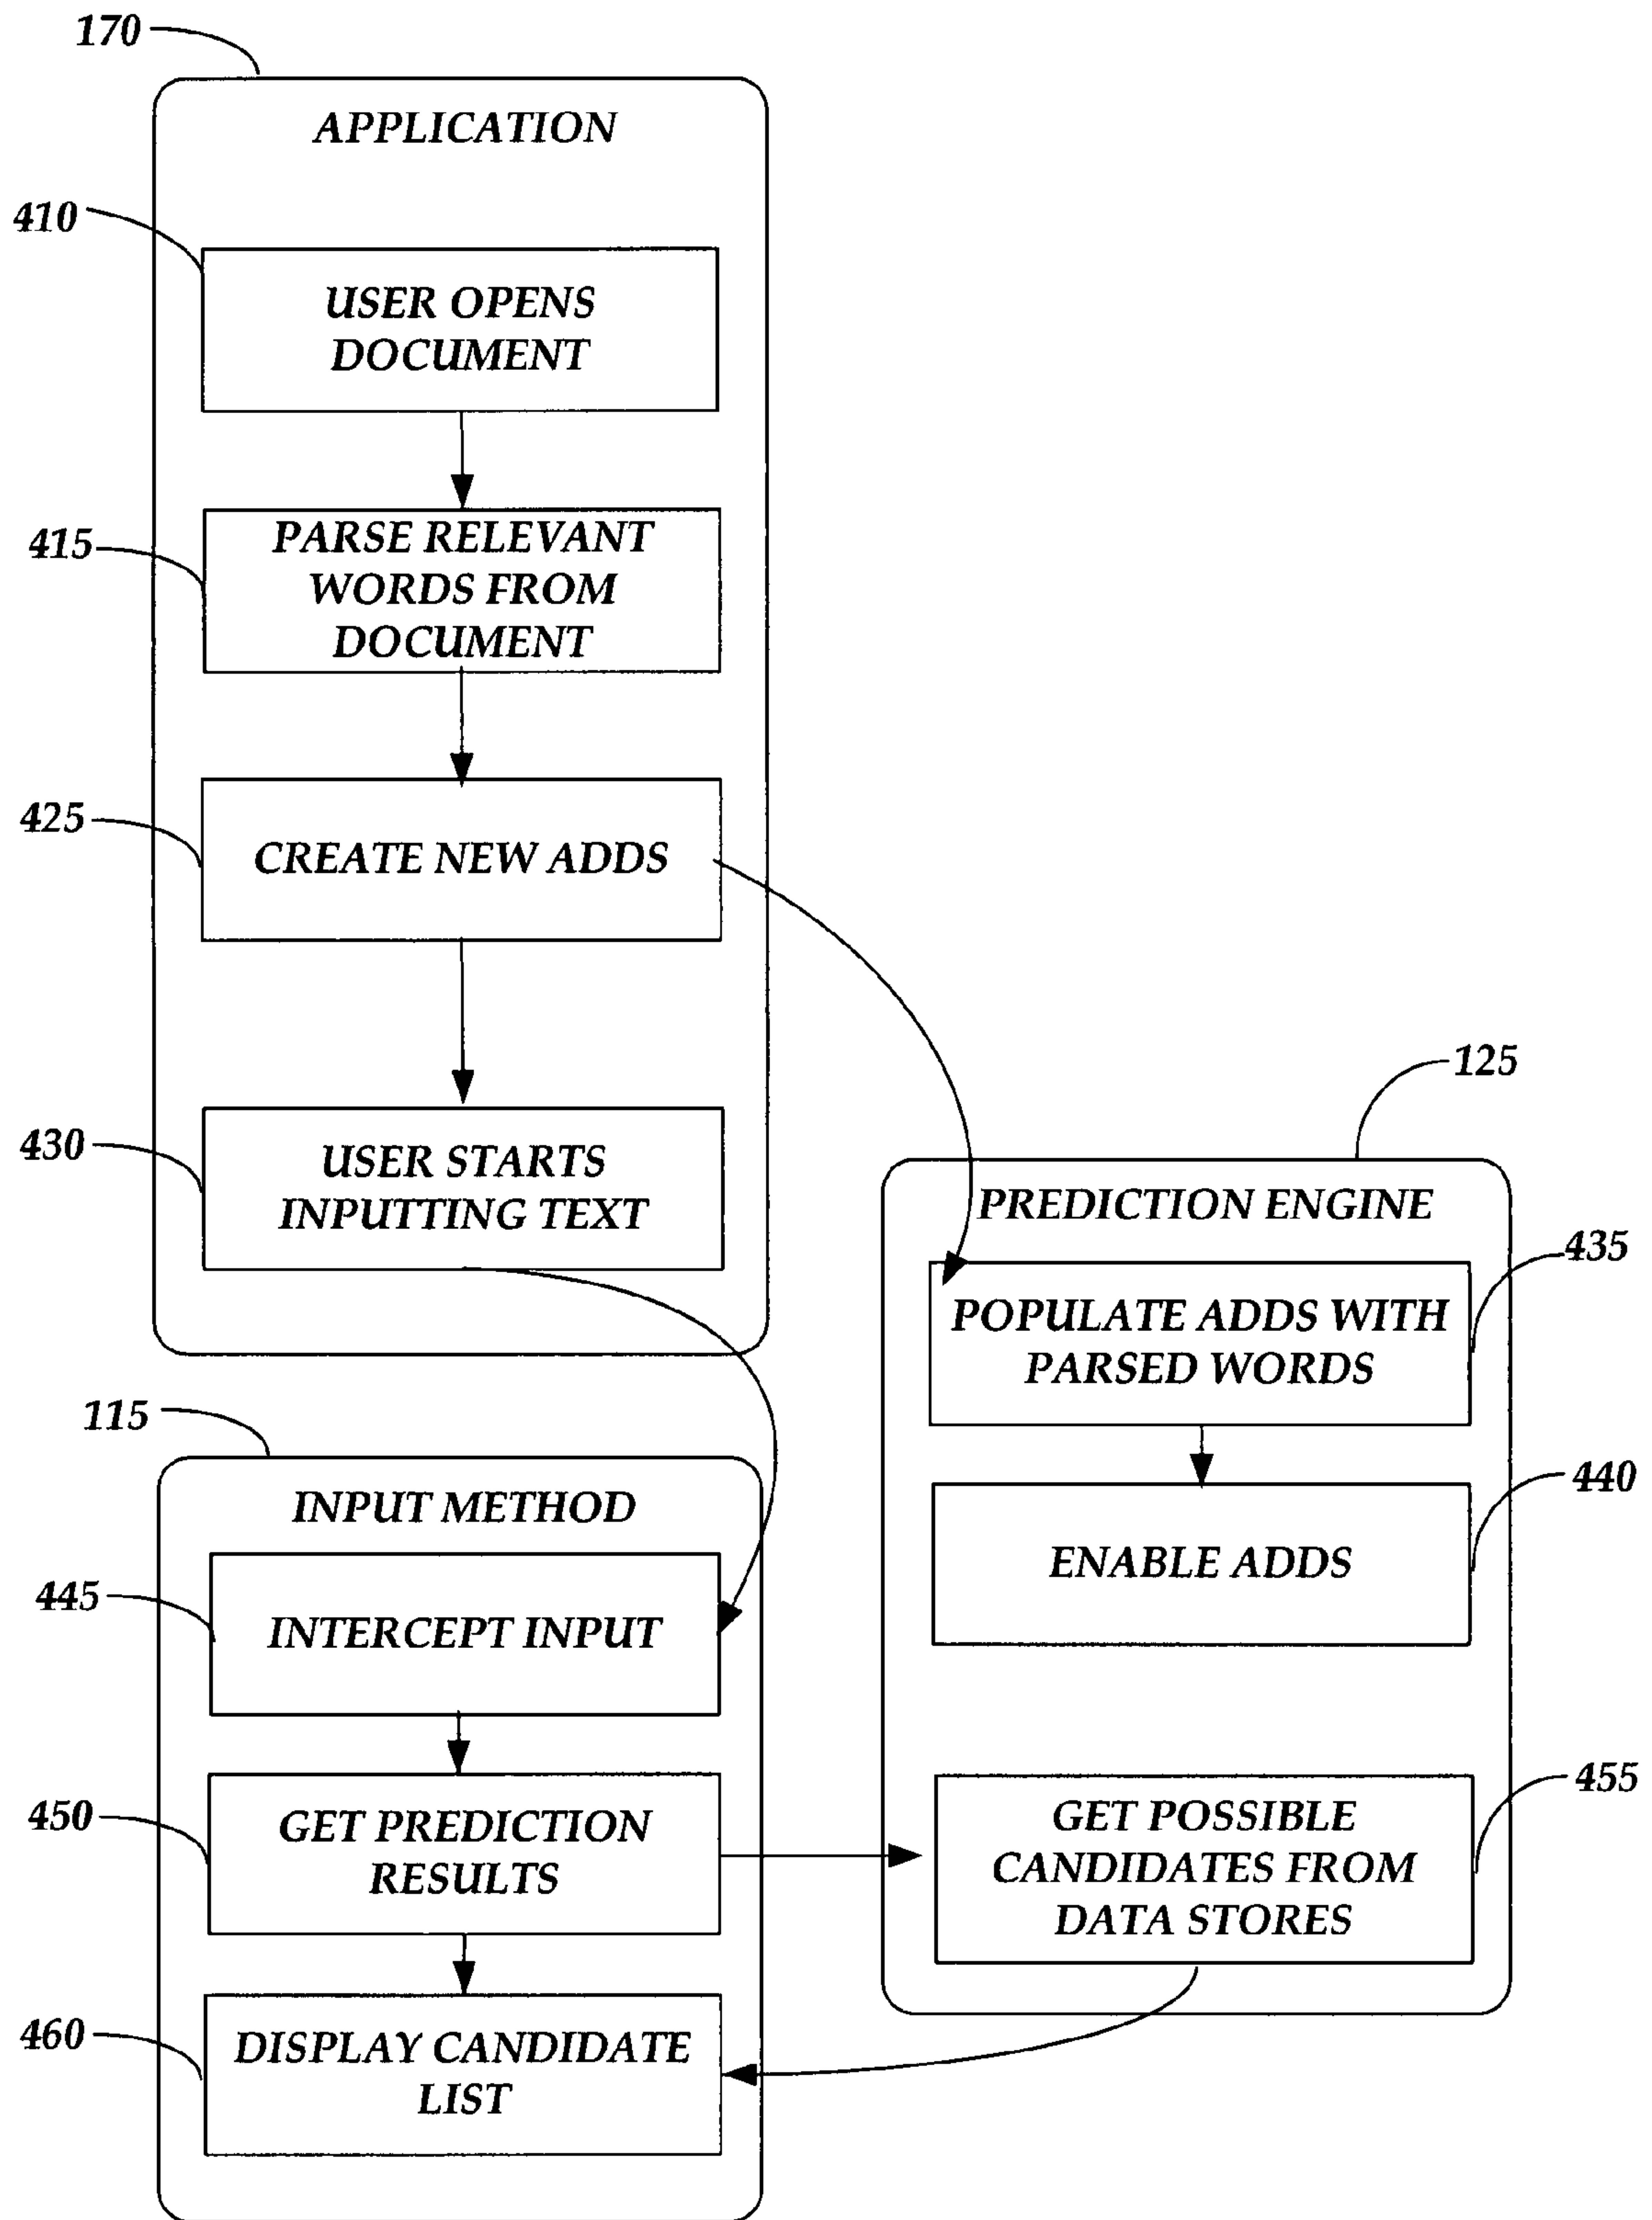 170
APPLICATION
410
USER OPENS
DOCUMENT
415
PARSE RELEVANT
WORDS FROM
DOCUMENT
425
CREATE NEW ADDS
430
USER STARTS
INPUTTING TEXT
125
PREDICTION ENGINE
435
POPULATE ADDS WITH
PARSED WORDS
440
ENABLE ADDS
115
INPUT METHOD
445
INTERCEPT INPUT
450
GET PREDICTION
RESULTS
455
GET POSSIBLE
CANDIDATES FROM
DATA STORES
460
DISPLAY CANDIDATE
LIST